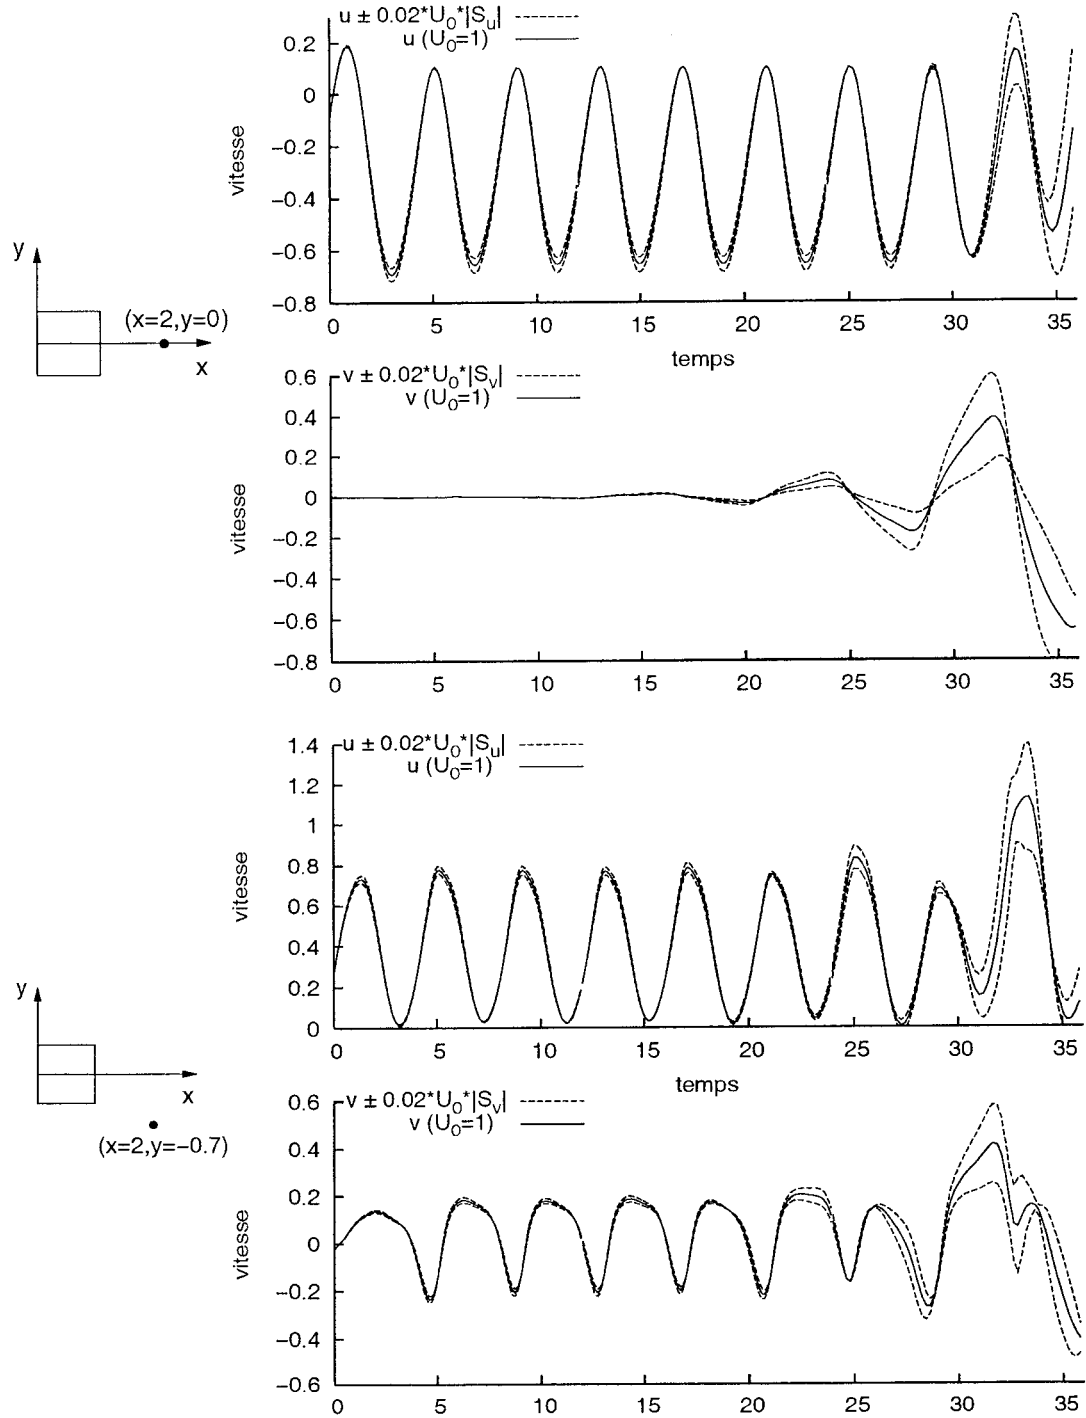 u ± 0.02*U₀*|Sᵤ|
u (U₀=1)
0.2
0
−0.2
−0.4
−0.6
−0.8
vitesse
0 5 10 15 20 25 30 35
temps
y
(x=2,y=0)
x
v ± 0.02*U₀*|Sᵥ|
v (U₀=1)
0.6
0.4
0.2
0
−0.2
−0.4
−0.6
−0.8
vitesse
0 5 10 15 20 25 30 35
u ± 0.02*U₀*|Sᵤ|
u (U₀=1)
1.4
1.2
1
0.8
0.6
0.4
0.2
0
vitesse
0 5 10 15 20 25 30 35
temps
y
x
(x=2,y=−0.7)
v ± 0.02*U₀*|Sᵥ|
v (U₀=1)
0.6
0.4
0.2
0
−0.2
−0.4
−0.6
vitesse
0 5 10 15 20 25 30 35